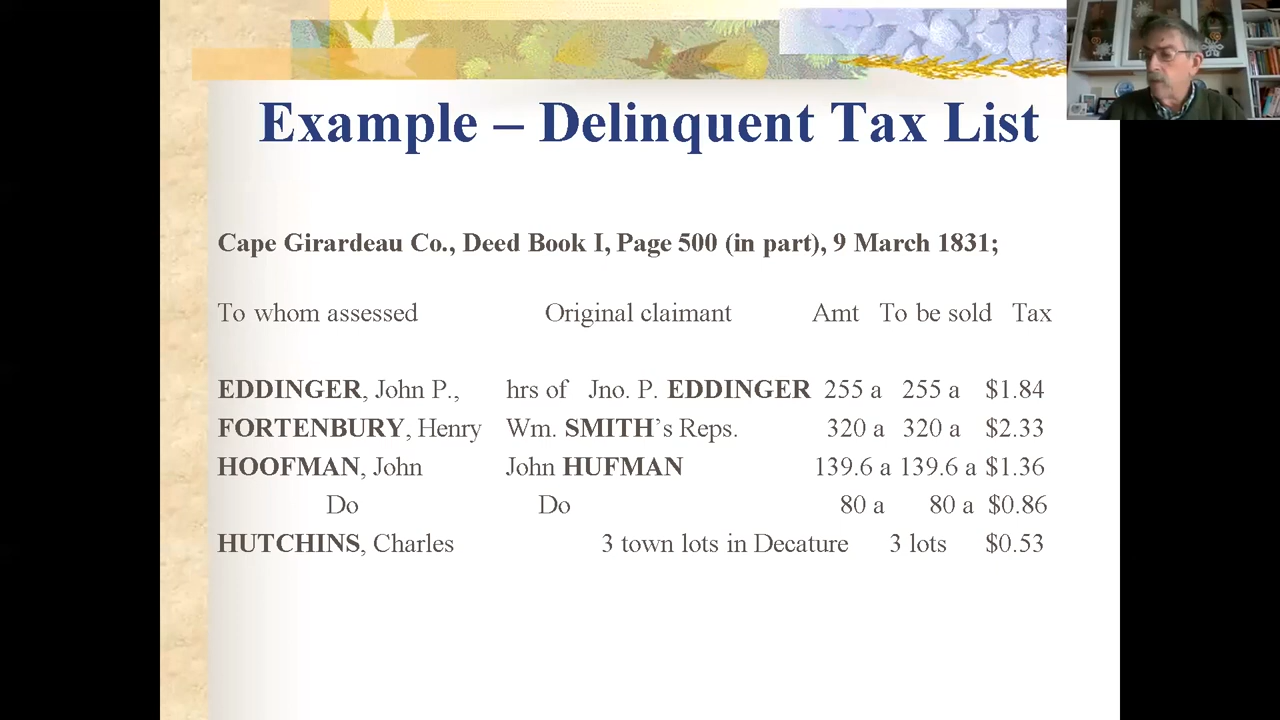 Example – Delinquent Tax List
Cape Girardeau Co., Deed Book I, Page 500 (in part), 9 March 1831;
To whom assessed Original claimant Amt To be sold Tax
EDDINGER, John P., hrs of Jno. P. EDDINGER 255 a 255 a $1.84
FORTENBURY, Henry Wm. SMITH’s Reps. 320 a 320 a $2.33
HOOFMAN, John John HUFMAN 139.6 a 139.6 a $1.36
Do Do 80 a 80 a $0.86
HUTCHINS, Charles 3 town lots in Decature 3 lots $0.53